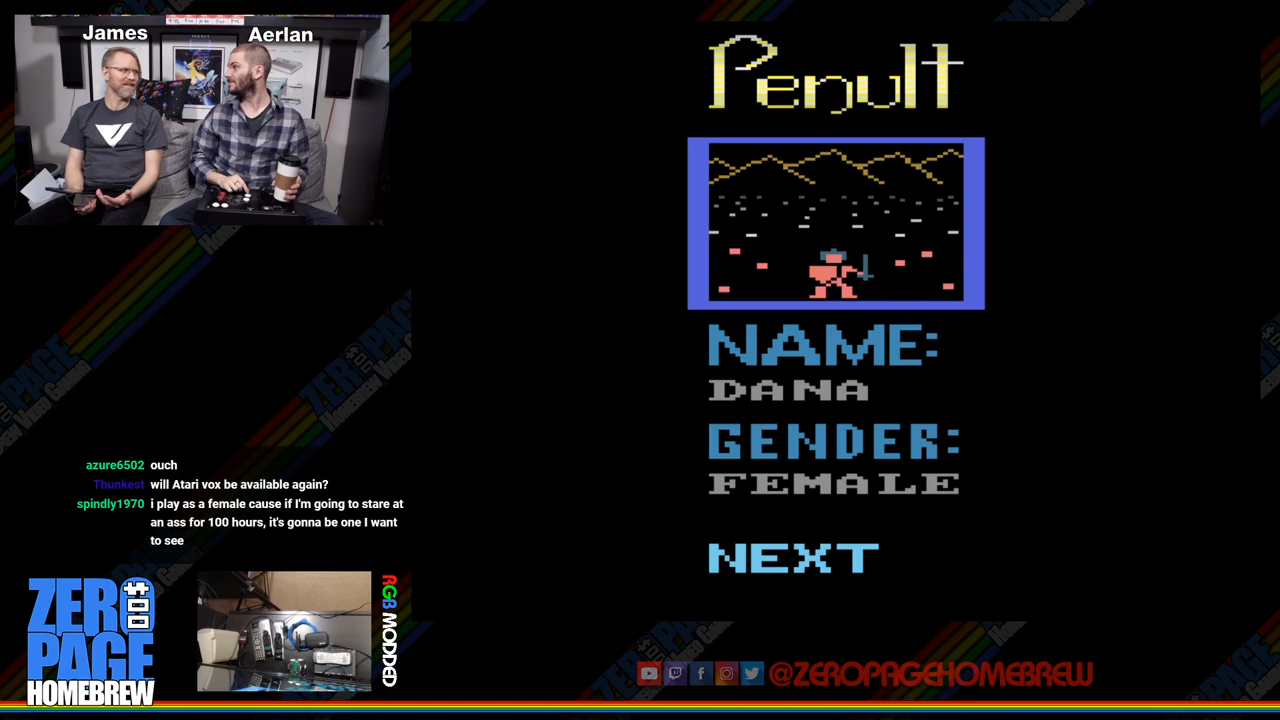 James
Aerlan
Penult
NAME:
DANA
GENDER:
FEMALE
NEXT
azure6502 ouch
Thunkest will Atari vox be available again?
spindly1970 i play as a female cause if I'm going to stare at
an ass for 100 hours, it's gonna be one I want
to see
ZERO
PAGE
HOMEBREW
RGB MODDED
@ZEROPAGEHOMEBREW